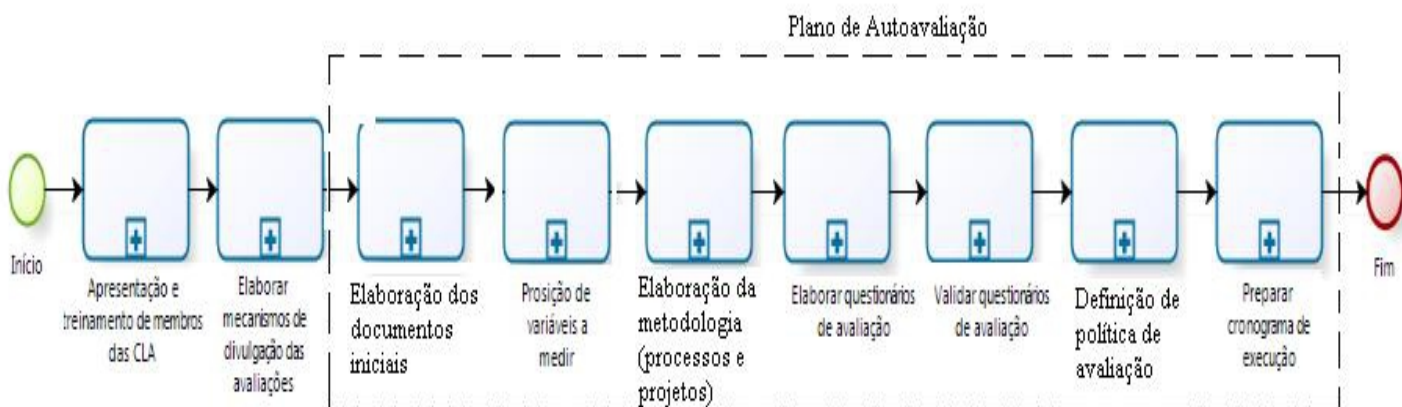 Plano de Autoavaliação
Início
Apresentação e
treinamento de membros
das CLA
Elaborar
mecanismos de
divulgação das
avaliações
Elaboração dos
documentos
iniciais
Prosição de
variáveis a
medir
Elaboração da
metodologia
(processos e
projetos)
Elaborar questionários
de avaliação
Validar questionários
de avaliação
Definição de
política de
avaliação
Preparar
cronograma de
execução
Fim